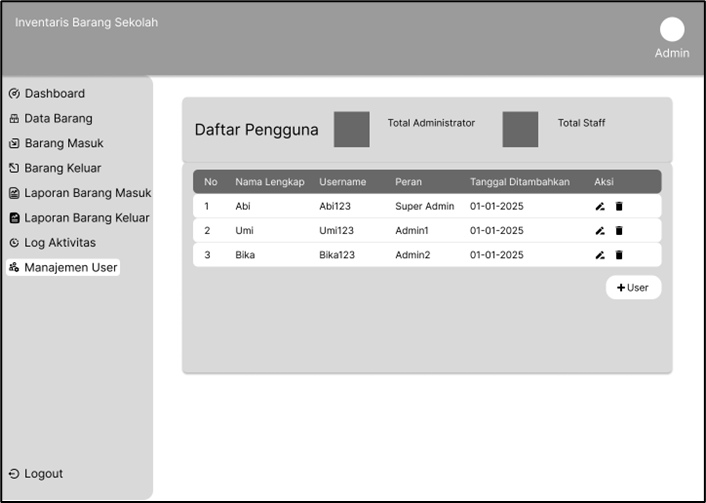 Inventaris Barang Sekolah
Admin
Dashboard
Data Barang
Barang Masuk
Barang Keluar
Laporan Barang Masuk
Laporan Barang Keluar
Log Aktivitas
Manajemen User
Logout
Daftar Pengguna
Total Administrator
Total Staff
No Nama Lengkap Username Peran Tanggal Ditambahkan Aksi
1 Abi Abi123 Super Admin 01-01-2025
2 Umi Umi123 Admin1 01-01-2025
3 Bika Bika123 Admin2 01-01-2025
+User